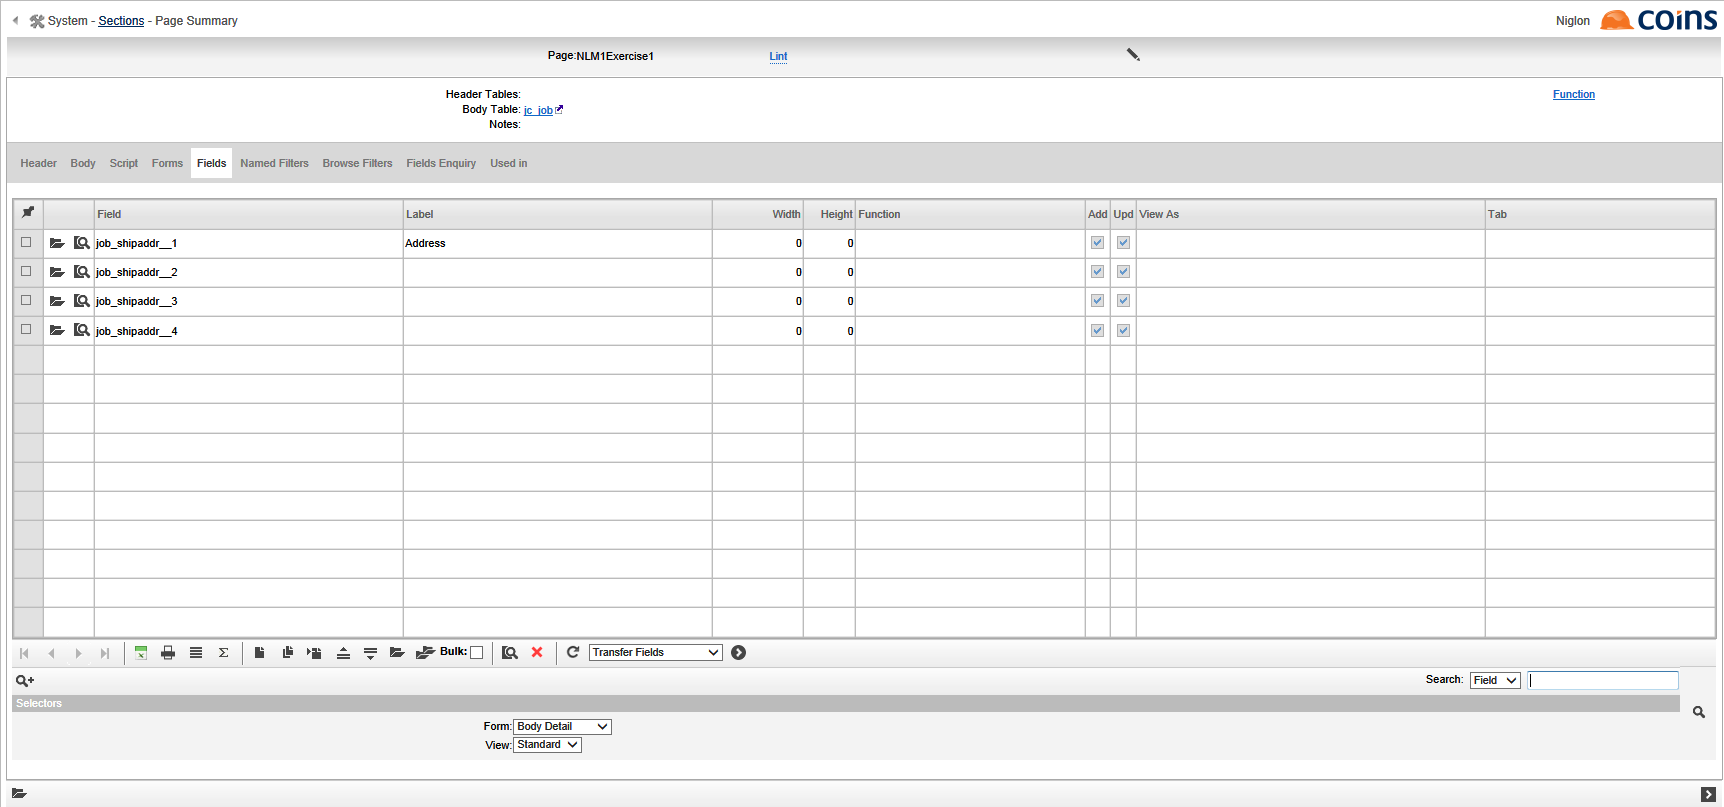 System - Sections - Page Summary
Niglon coins
Page:NLM1Exercise1 Lint
Header Tables:
Function
Body Table: jc_job
Notes:
Header Body Script Forms Fields Named Filters Browse Filters Fields Enquiry Used in
Field Label Width Height Function Add Upd View As Tab
job_shipaddr__1 Address 0 0
job_shipaddr__2 0 0
job_shipaddr__3 0 0
job_shipaddr__4 0 0
Bulk: Transfer Fields
Search: Field
Selectors
Form: Body Detail
View: Standard